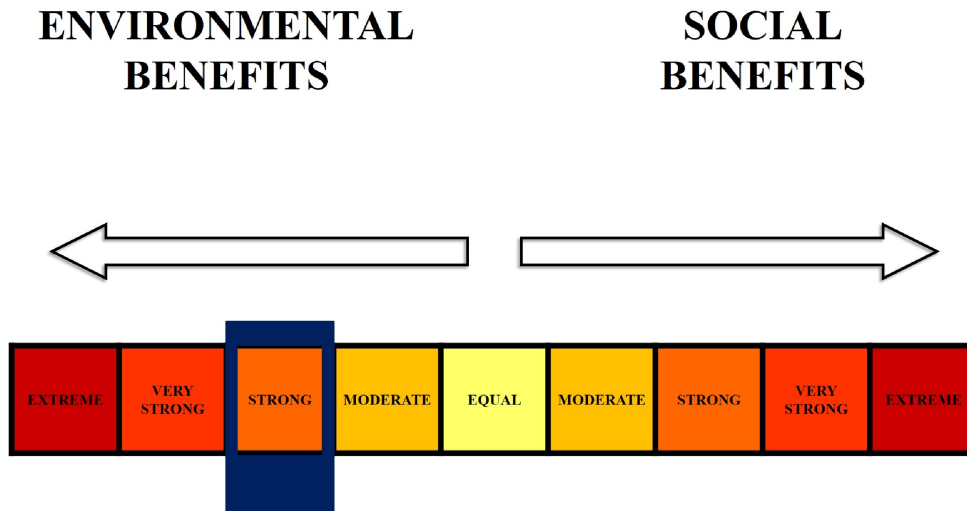 ENVIRONMENTAL
BENEFITS
SOCIAL
BENEFITS
EXTREME
VERY
STRONG
STRONG
MODERATE
EQUAL
MODERATE
STRONG
VERY
STRONG
EXTREME